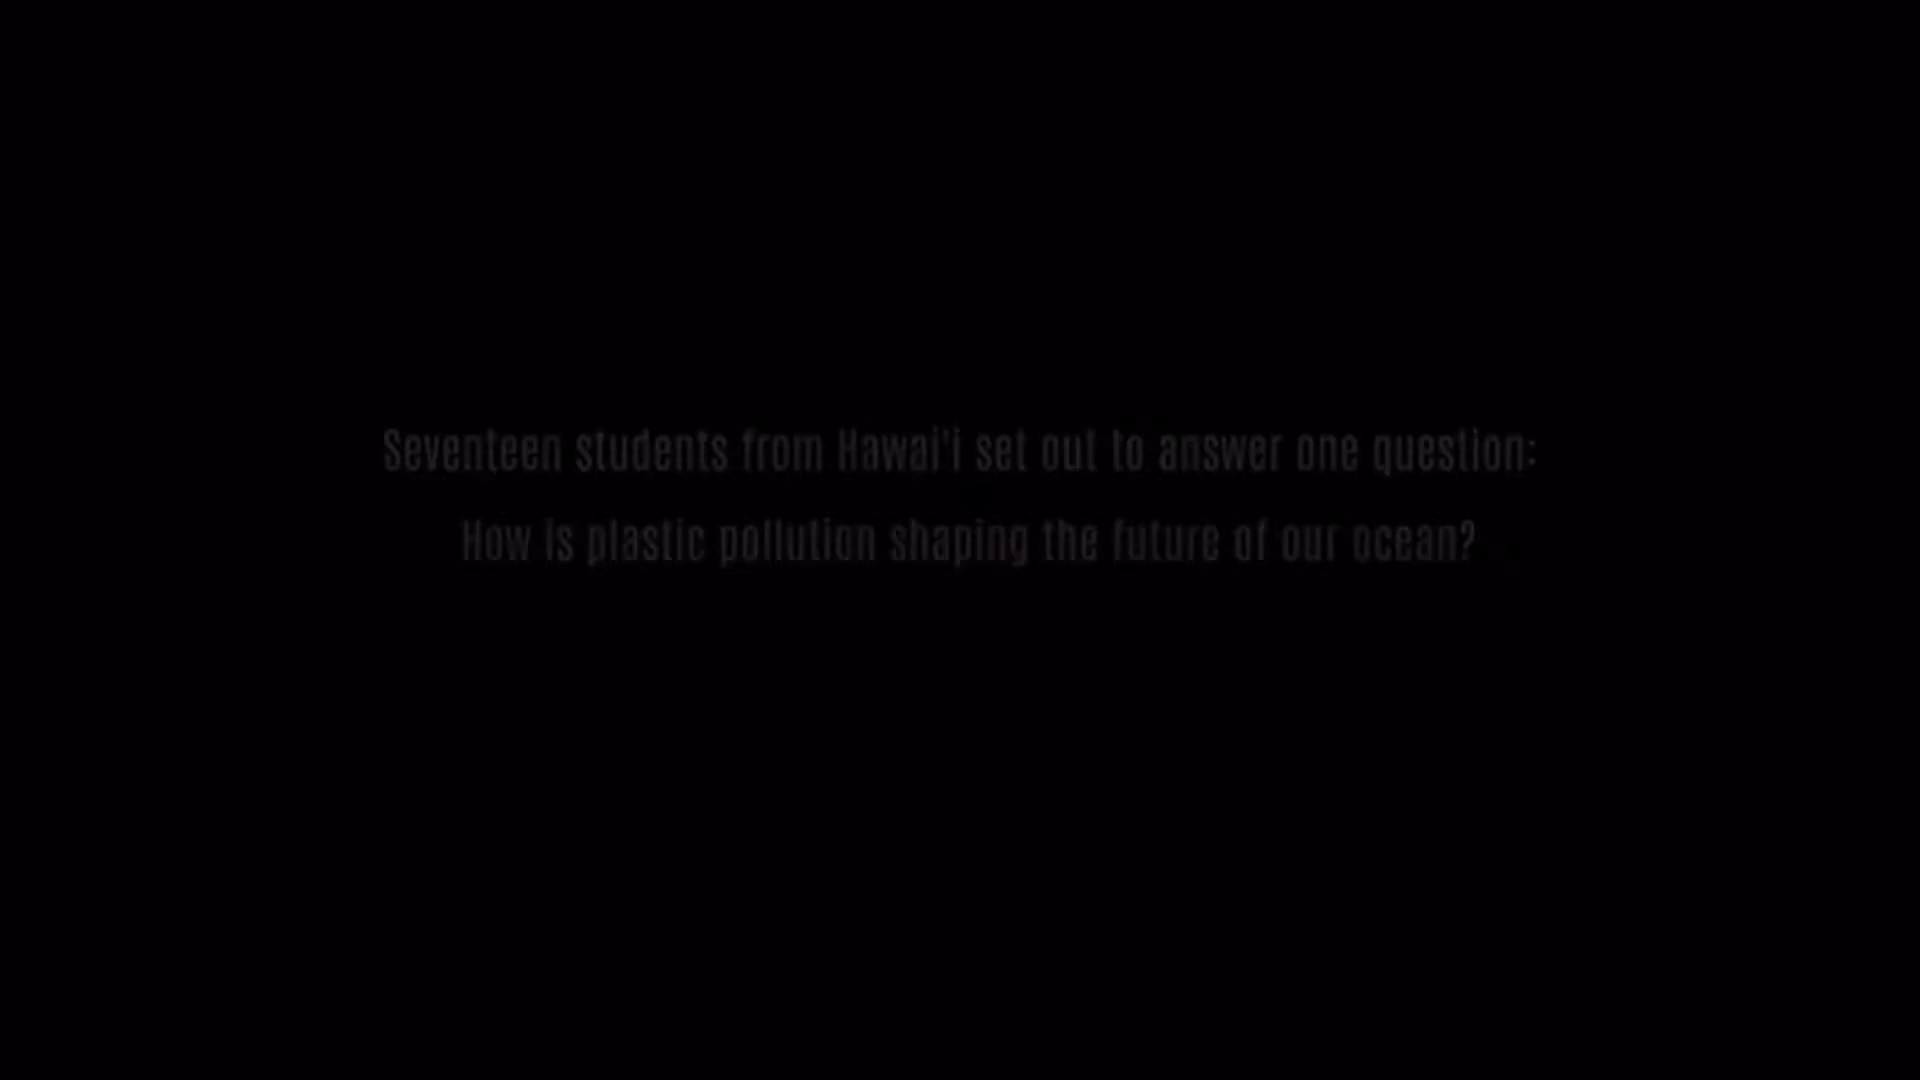 Seventeen students from Hawai'i set out to answer one question:
How is plastic pollution shaping the future of our ocean?